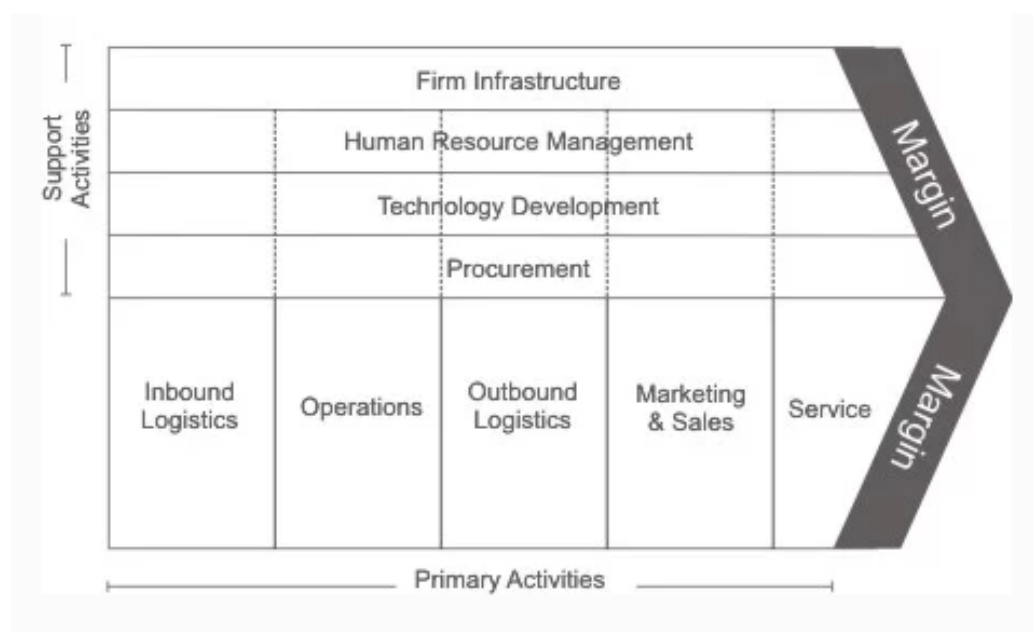 Firm Infrastructure
Support
Activities
Human Resource Management
Technology Development
Procurement
Margin
Inbound
Logistics
Operations
Outbound
Logistics
Marketing
& Sales
Service
Margin
Primary Activities